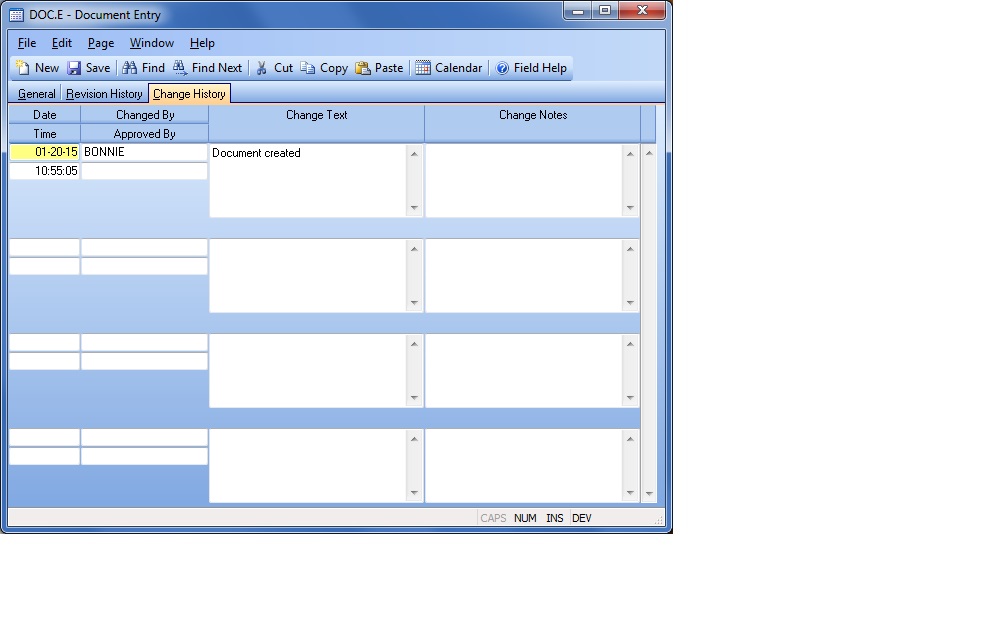 DOC.E - Document Entry
File Edit Page Window Help
New Save Find Find Next Cut Copy Paste Calendar Field Help
General Revision History Change History
Date Changed By Change Text Change Notes
Time Approved By
01-20-15 BONNIE Document created
10:55:05
CAPS NUM INS DEV